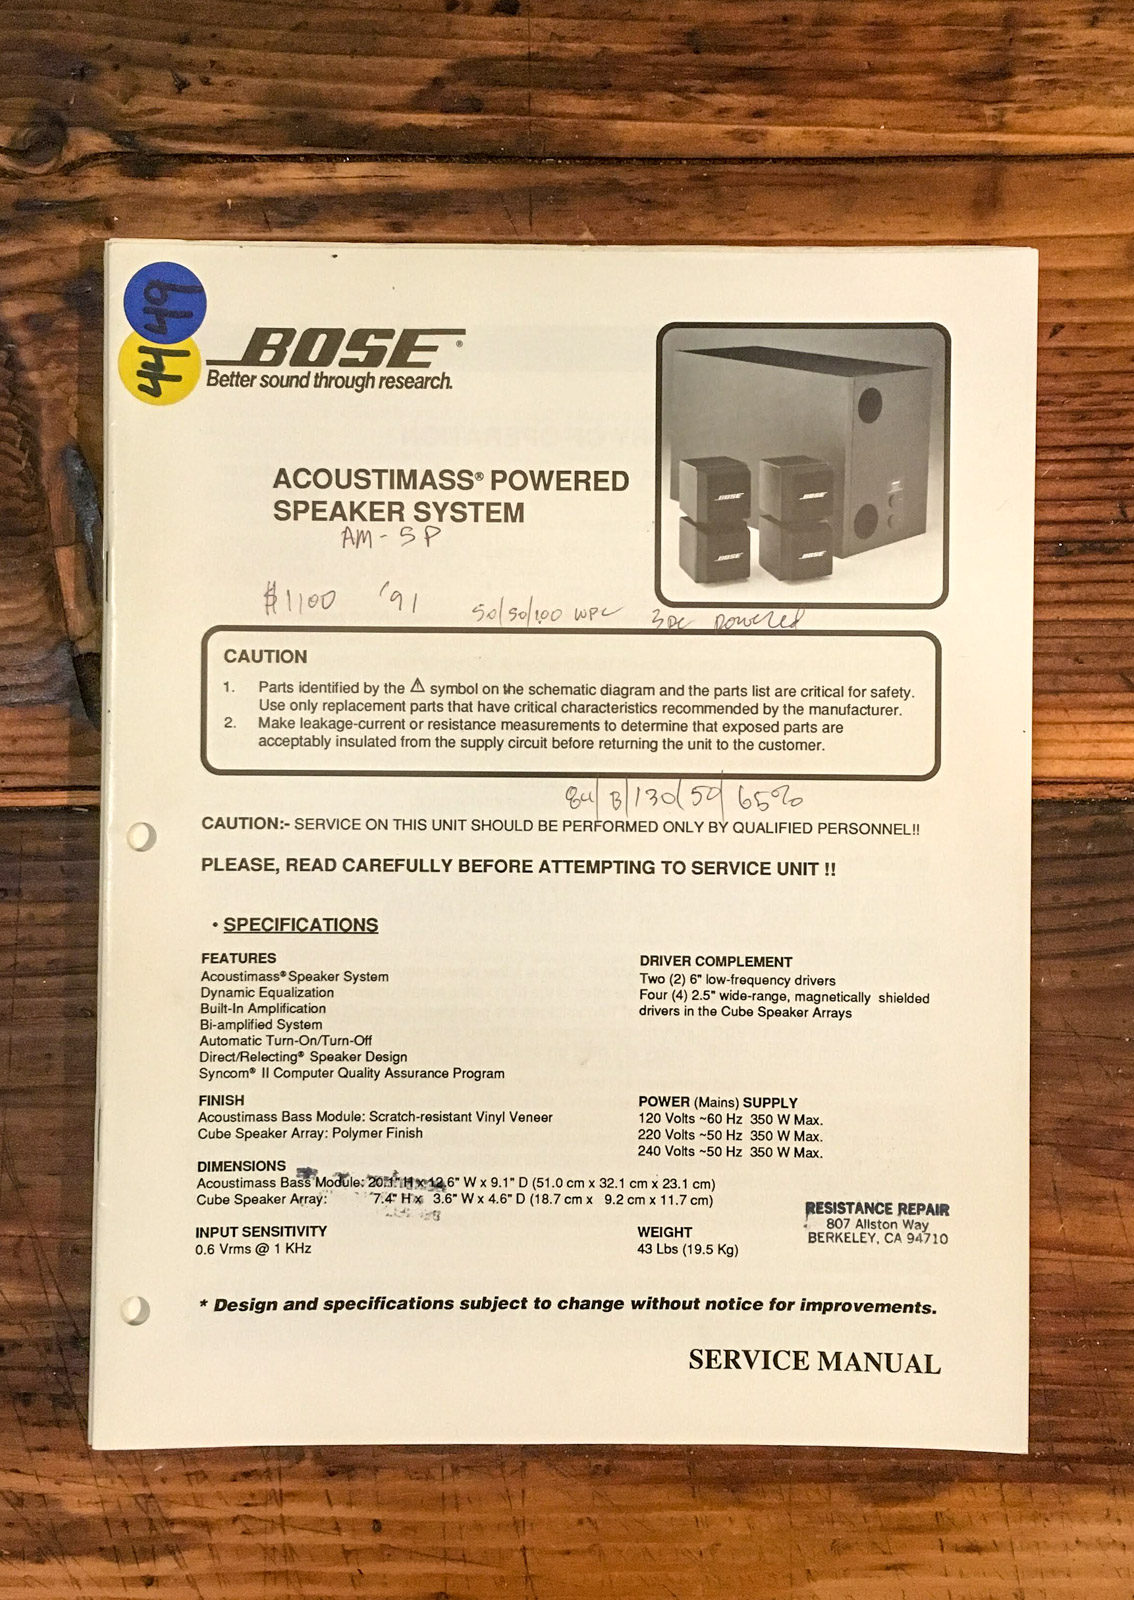 49
44
BOSE®
Better sound through research.
ACOUSTIMASS® POWERED
SPEAKER SYSTEM
AM-5P
$1100 '91 50/50/100 WPC 3pc powered
BOSE BOSE
BOSE BOSE
CAUTION
1. Parts identified by the ⚠ symbol on the schematic diagram and the parts list are critical for safety.
Use only replacement parts that have critical characteristics recommended by the manufacturer.
2. Make leakage-current or resistance measurements to determine that exposed parts are
acceptably insulated from the supply circuit before returning the unit to the customer.
B/130/50/65%
CAUTION:- SERVICE ON THIS UNIT SHOULD BE PERFORMED ONLY BY QUALIFIED PERSONNEL!!
PLEASE, READ CAREFULLY BEFORE ATTEMPTING TO SERVICE UNIT !!
• SPECIFICATIONS
FEATURES
Acoustimass® Speaker System
Dynamic Equalization
Built-In Amplification
Bi-amplified System
Automatic Turn-On/Turn-Off
Direct/Relecting® Speaker Design
Syncom® II Computer Quality Assurance Program
DRIVER COMPLEMENT
Two (2) 6" low-frequency drivers
Four (4) 2.5" wide-range, magnetically shielded
drivers in the Cube Speaker Arrays
FINISH
Acoustimass Bass Module: Scratch-resistant Vinyl Veneer
Cube Speaker Array: Polymer Finish
POWER (Mains) SUPPLY
120 Volts ~60 Hz 350 W Max.
220 Volts ~50 Hz 350 W Max.
240 Volts ~50 Hz 350 W Max.
DIMENSIONS
Acoustimass Bass Module: 20.1" H x 12.6" W x 9.1" D (51.0 cm x 32.1 cm x 23.1 cm)
Cube Speaker Array: 7.4" H x 3.6" W x 4.6" D (18.7 cm x 9.2 cm x 11.7 cm)
INPUT SENSITIVITY
0.6 Vrms @ 1 KHz
WEIGHT
43 Lbs (19.5 Kg)
RESISTANCE REPAIR
807 Allston Way
BERKELEY, CA 94710
* Design and specifications subject to change without notice for improvements.
SERVICE MANUAL